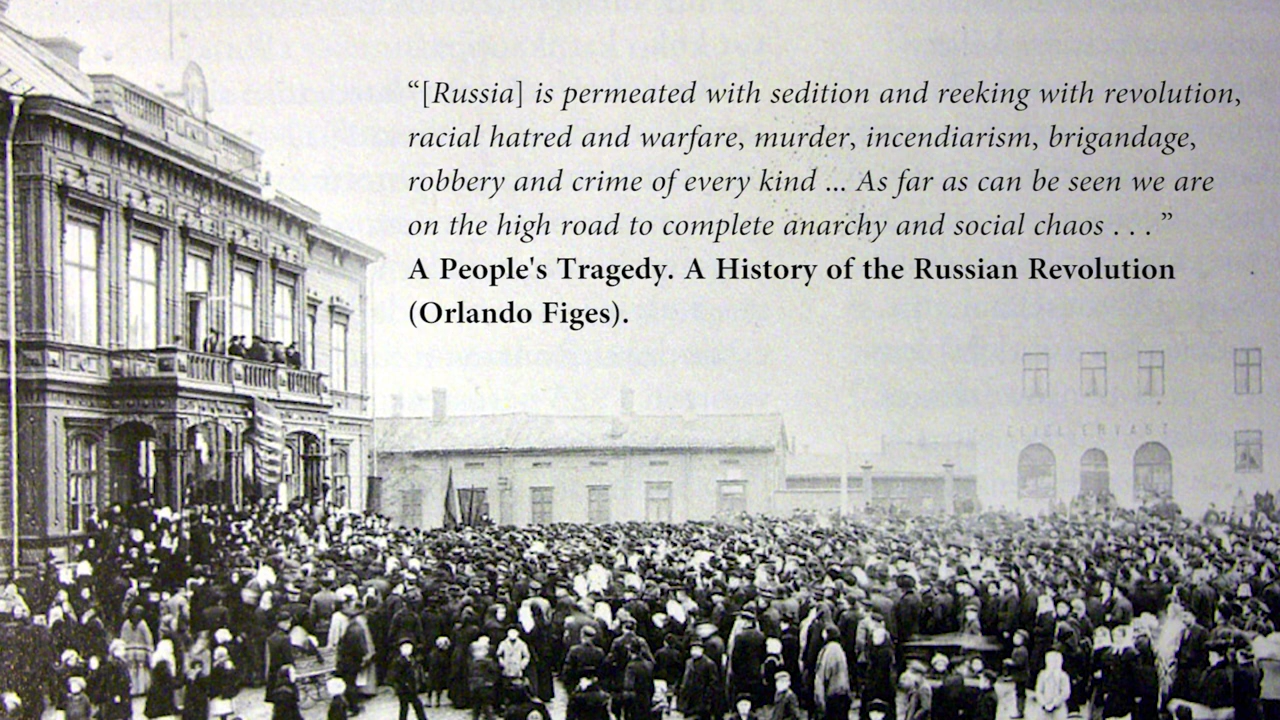 “[Russia] is permeated with sedition and reeking with revolution,
racial hatred and warfare, murder, incendiarism, brigandage,
robbery and crime of every kind ... As far as can be seen we are
on the high road to complete anarchy and social chaos . . . ”
A People's Tragedy. A History of the Russian Revolution
(Orlando Figes).